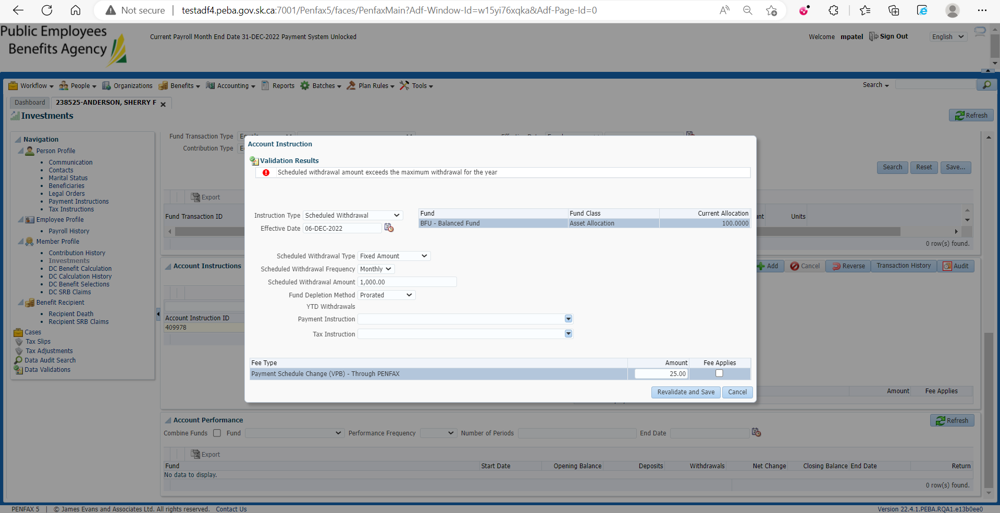 Not secure | testadf4.peba.gov.sk.ca:7001/Penfax5/faces/PenfaxMain?Adf-Window-Id=w15yi76xqka&Adf-Page-Id=0
Public Employees
Benefits Agency
Current Payroll Month End Date 31-DEC-2022 Payment System Unlocked
Welcome mpatel Sign Out English
Workflow People Organizations Benefits Accounting Reports Batches Plan Rules Tools Search
Dashboard 238525-ANDERSON, SHERRY F
Investments
Refresh
Navigation
Person Profile
Communication
Contacts
Marital Status
Beneficiaries
Legal Orders
Payment Instructions
Tax Instructions
Employee Profile
Payroll History
Member Profile
Contribution History
Investments
DC Benefit Calculation
DC Calculation History
DC Benefit Selections
DC SRB Claims
Benefit Recipient
Recipient Death
Recipient SRB Claims
Cases
Tax Slips
Tax Adjustments
Data Audit Search
Data Validations
Fund Transaction Type
Contribution Type
Search Reset Save...
Export
Fund Transaction ID
Units
0 row(s) found.
Account Instructions
Add Cancel Reverse Transaction History Audit
Account Instruction ID
409978
Amount Fee Applies
Account Instruction
Validation Results
Scheduled withdrawal amount exceeds the maximum withdrawal for the year
Instruction Type Scheduled Withdrawal
Effective Date 06-DEC-2022
Fund Fund Class Current Allocation
BFU - Balanced Fund Asset Allocation 100.0000
Scheduled Withdrawal Type Fixed Amount
Scheduled Withdrawal Frequency Monthly
Scheduled Withdrawal Amount 1,000.00
Fund Depletion Method Prorated
YTD Withdrawals
Payment Instruction
Tax Instruction
Fee Type Amount Fee Applies
Payment Schedule Change (VPB) - Through PENFAX 25.00
Revalidate and Save Cancel
Account Performance
Refresh
Combine Funds Fund Performance Frequency Number of Periods End Date
Export
Fund Start Date Opening Balance Deposits Withdrawals Net Change Closing Balance End Date Return
No data to display.
0 row(s) found.
PENFAX 5 | © James Evans and Associates Ltd. All rights reserved. Contact Us
Version 22.4.1.PEBA.RQA1.e13b0ee0